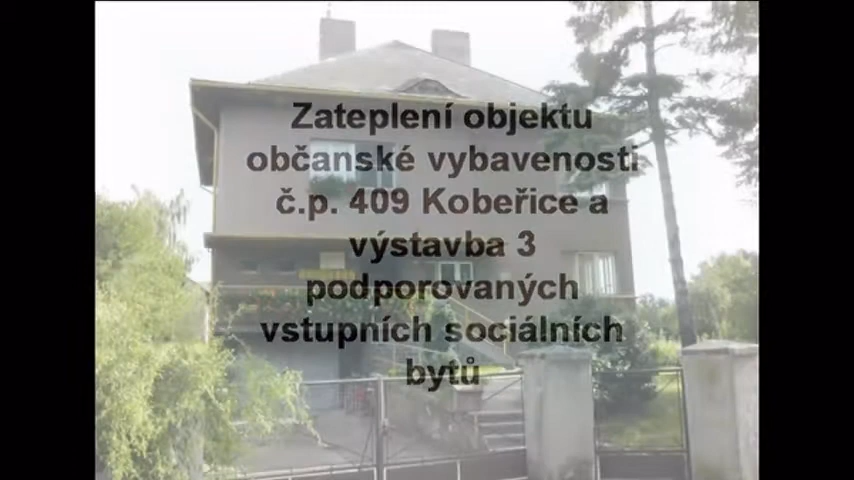 Zateplení objektu
občanské vybavenosti
č.p. 409 Kobeřice a
výstavba 3
podporovaných
vstupních sociálních
bytů